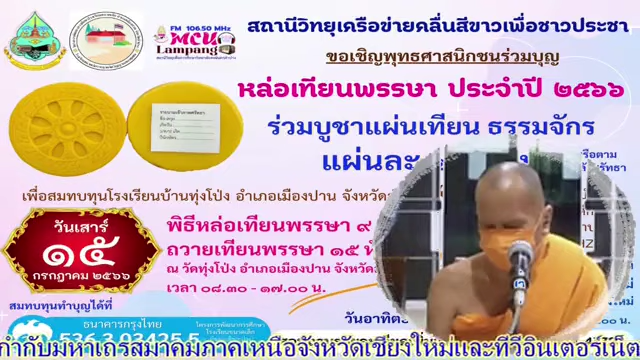 สถานีวิทยุเครือข่ายคลื่นสีขาวเพื่อชาวประชา
FM 106.50 MHz
MCU
Lampang
ขอเชิญพุทธศาสนิกชนร่วมบุญ
หล่อเทียนพรรษา ประจำปี ๒๕๖๖
ร่วมบูชาแผ่นเทียน ธรรมจักร
แผ่นละ
เพื่อสมทบทุนโรงเรียนบ้านทุ่งโป่ง อำเภอเมืองปาน จังหวัด
วันเสาร์
๑๕
กรกฎาคม ๒๕๖๖
พิธีหล่อเทียนพรรษา ๙
ถวายเทียนพรรษา ๑๕
ณ วัดทุ่งโป่ง อำเภอเมืองปาน จังหวัด
เวลา ๐๘.๓๐ - ๑๗.๐๐ น.
สมทบทุนทำบุญได้ที่
ธนาคารกรุงไทย
วันอาทิต
กำกับมหาเถรสมาคมภาคเหนือจังหวัดเชียงใหม่และทีวีอินเตอร์เน็ต